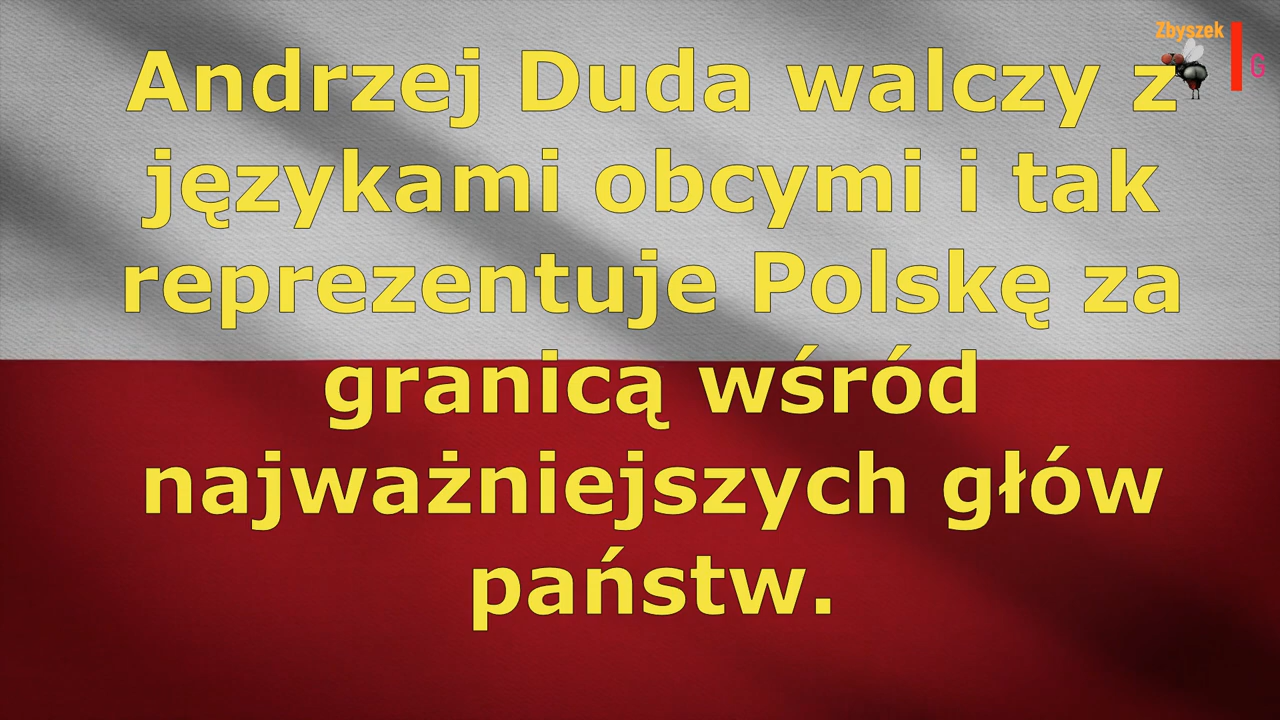 Zbyszek
G
Andrzej Duda walczy z
językami obcymi i tak
reprezentuje Polskę za
granicą wśród
najważniejszych głów
państw.